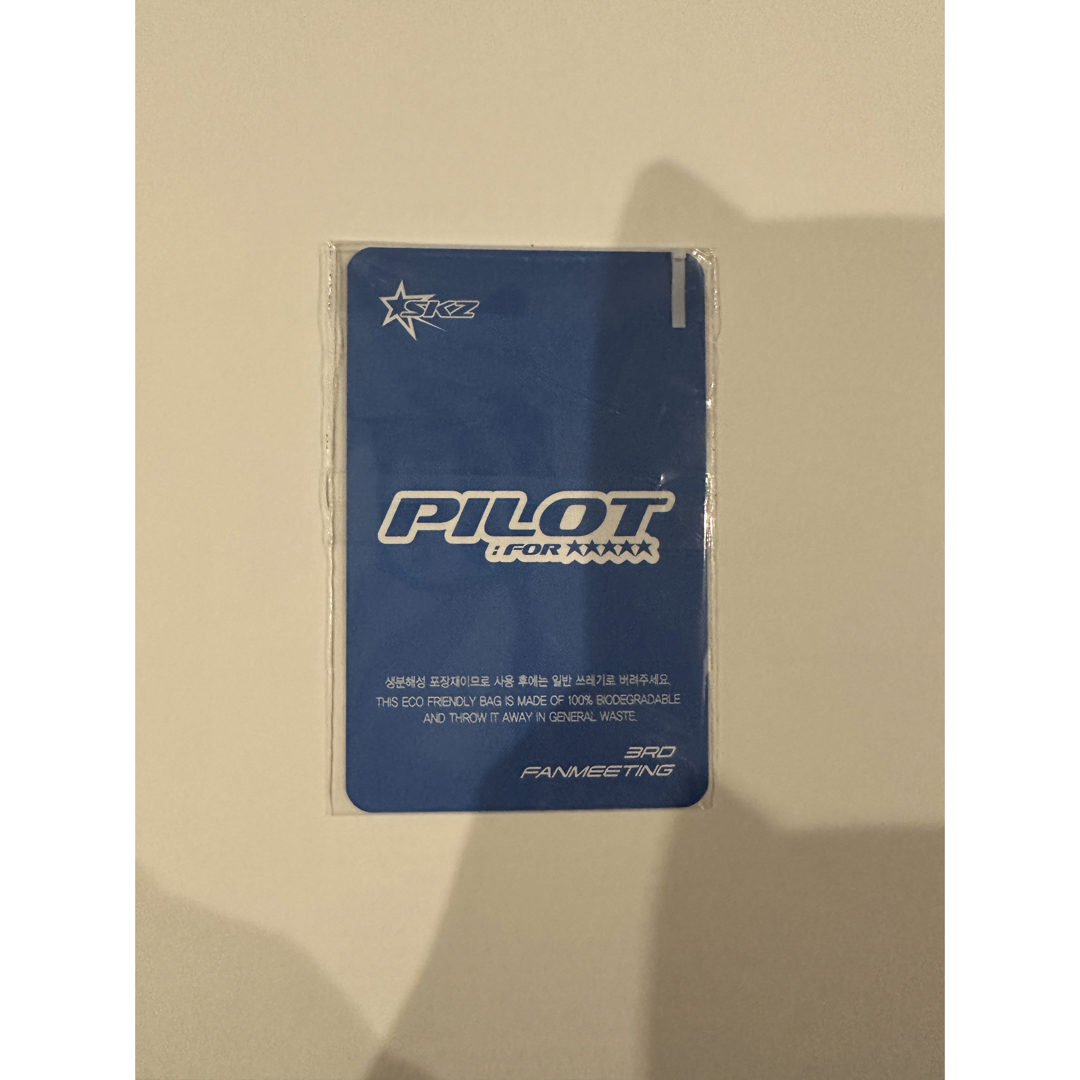 SKZ
PILOT
: FOR ★★★★★
생분해성 포장재이므로 사용 후에는 일반 쓰레기로 버려주세요.
THIS ECO FRIENDLY BAG IS MADE OF 100% BIODEGRADABLE
AND THROW IT AWAY IN GENERAL WASTE.
3RD
FANMEETING